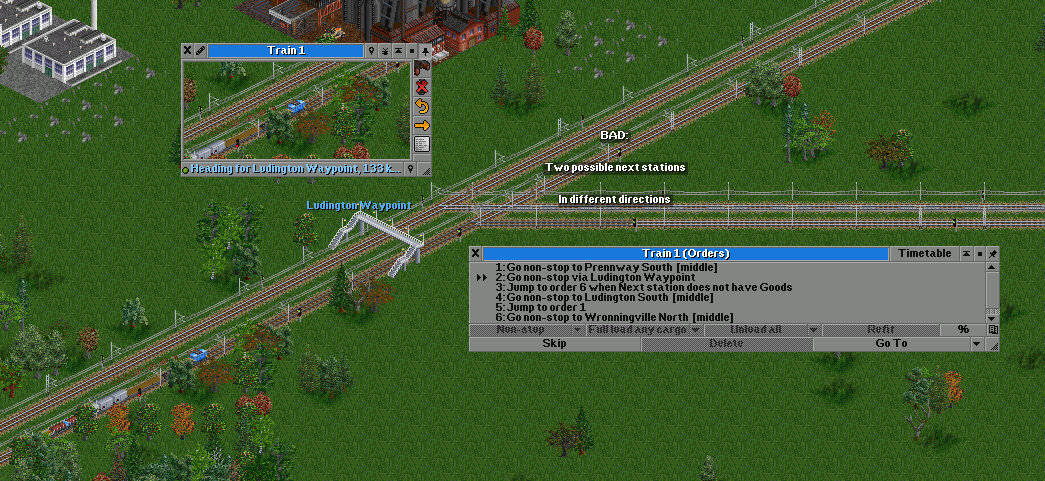 Train 1
Heading for Ludington Waypoint, 133 k...
BAD:
Two possible next stations
In different directions
Ludington Waypoint
Train 1 (Orders)
Timetable
1: Go non-stop to Prennway South [middle]
2: Go non-stop via Ludington Waypoint
3: Jump to order 6 when Next station does not have Goods
4: Go non-stop to Ludington South [middle]
5: Jump to order 1
6: Go non-stop to Wronningville North [middle]
Non-stop
Full load any cargo
Unload all
Refit
%
Skip
Delete
Go To